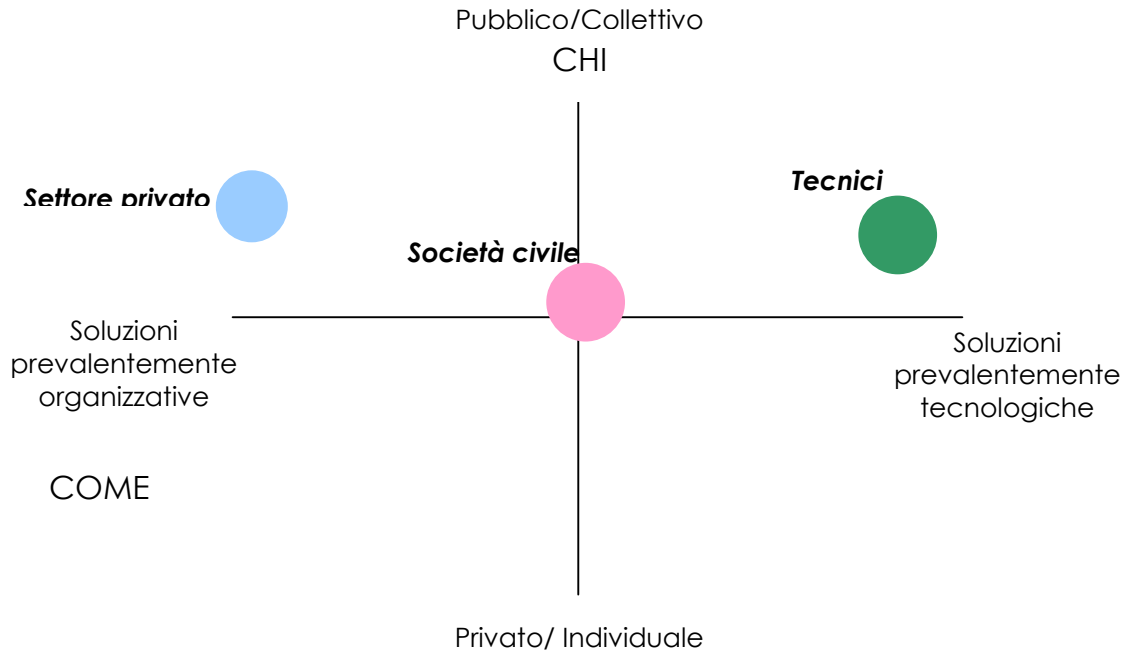 Pubblico/Collettivo
CHI
Tecnici
Settore privato
Società civile
Soluzioni
prevalentemente
organizzative
Soluzioni
prevalentemente
tecnologiche
COME
Privato/ Individuale